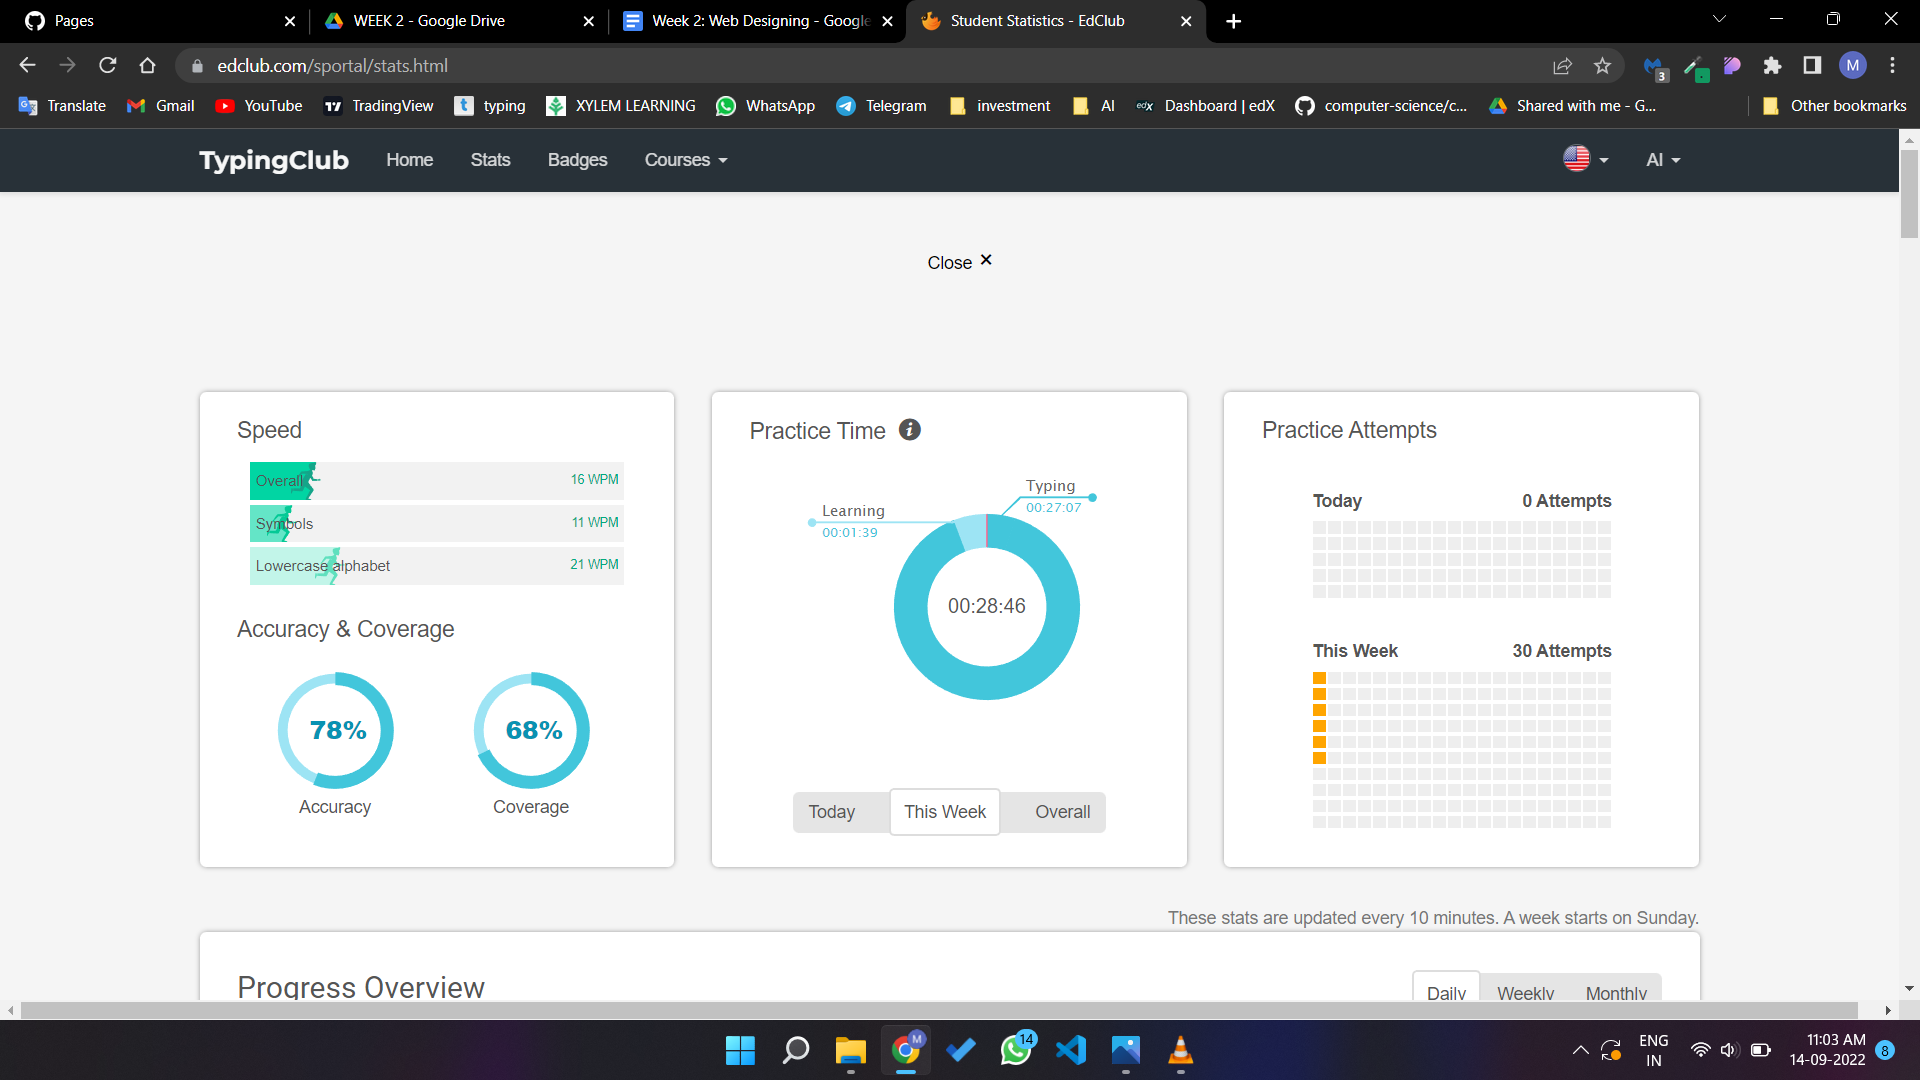 Pages
WEEK 2 - Google Drive
Week 2: Web Designing - Google
Student Statistics - EdClub
edclub.com/sportal/stats.html
3
M
Translate
Gmail
YouTube
TradingView
typing
XYLEM LEARNING
WhatsApp
Telegram
investment
AI
edX
Dashboard | edX
computer-science/c...
Shared with me - G...
Other bookmarks
TypingClub
Home
Stats
Badges
Courses
AI
Close ×
Speed
Overall
16 WPM
Symbols
11 WPM
Lowercase alphabet
21 WPM
Accuracy & Coverage
78%
68%
Accuracy
Coverage
Practice Time
Typing
00:27:07
Learning
00:01:39
00:28:46
Today
This Week
Overall
Practice Attempts
Today
0 Attempts
This Week
30 Attempts
These stats are updated every 10 minutes. A week starts on Sunday.
Progress Overview
Daily
Weekly
Monthly
M
14
ENG
IN
11:03 AM
14-09-2022
8